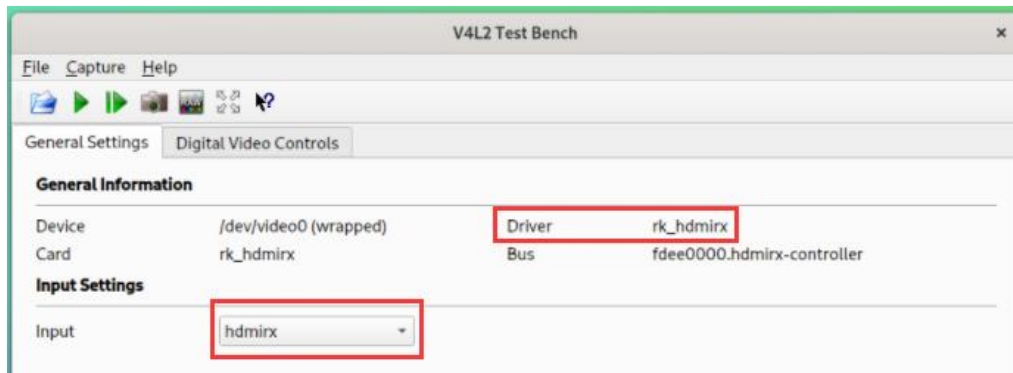 V4L2 Test Bench
File Capture Help
General Settings Digital Video Controls
General Information
Device /dev/video0 (wrapped) Driver rk_hdmirx
Card rk_hdmirx Bus fdee0000.hdmirx-controller
Input Settings
Input hdmirx